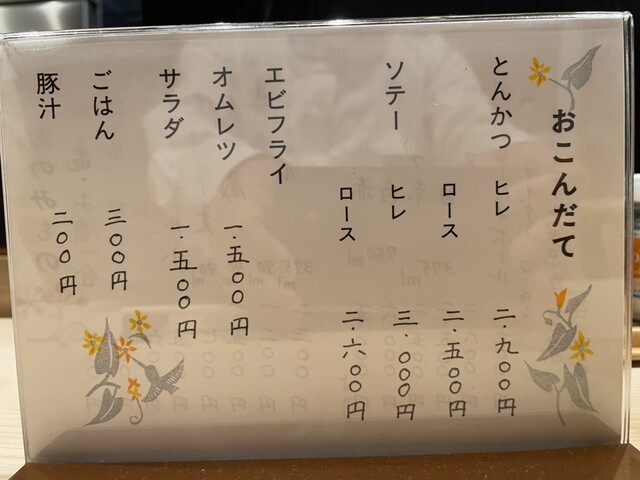 おこんだて
とんかつ ヒレ 二・九〇〇円
ロース 二・五〇〇円
ソテー ヒレ 三・〇〇〇円
ロース 二・六〇〇円
エビフライ
オムレツ 一・五〇〇円
サラダ 一・五〇〇円
ごはん 三〇〇円
豚汁 二〇〇円